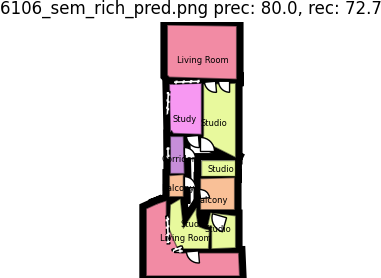 6106_sem_rich_pred.png prec: 80.0, rec: 72.7
Living Room
Study
Studio
Corridor
Studio
Balcony
Balcony
Studio
Studio
Living Room